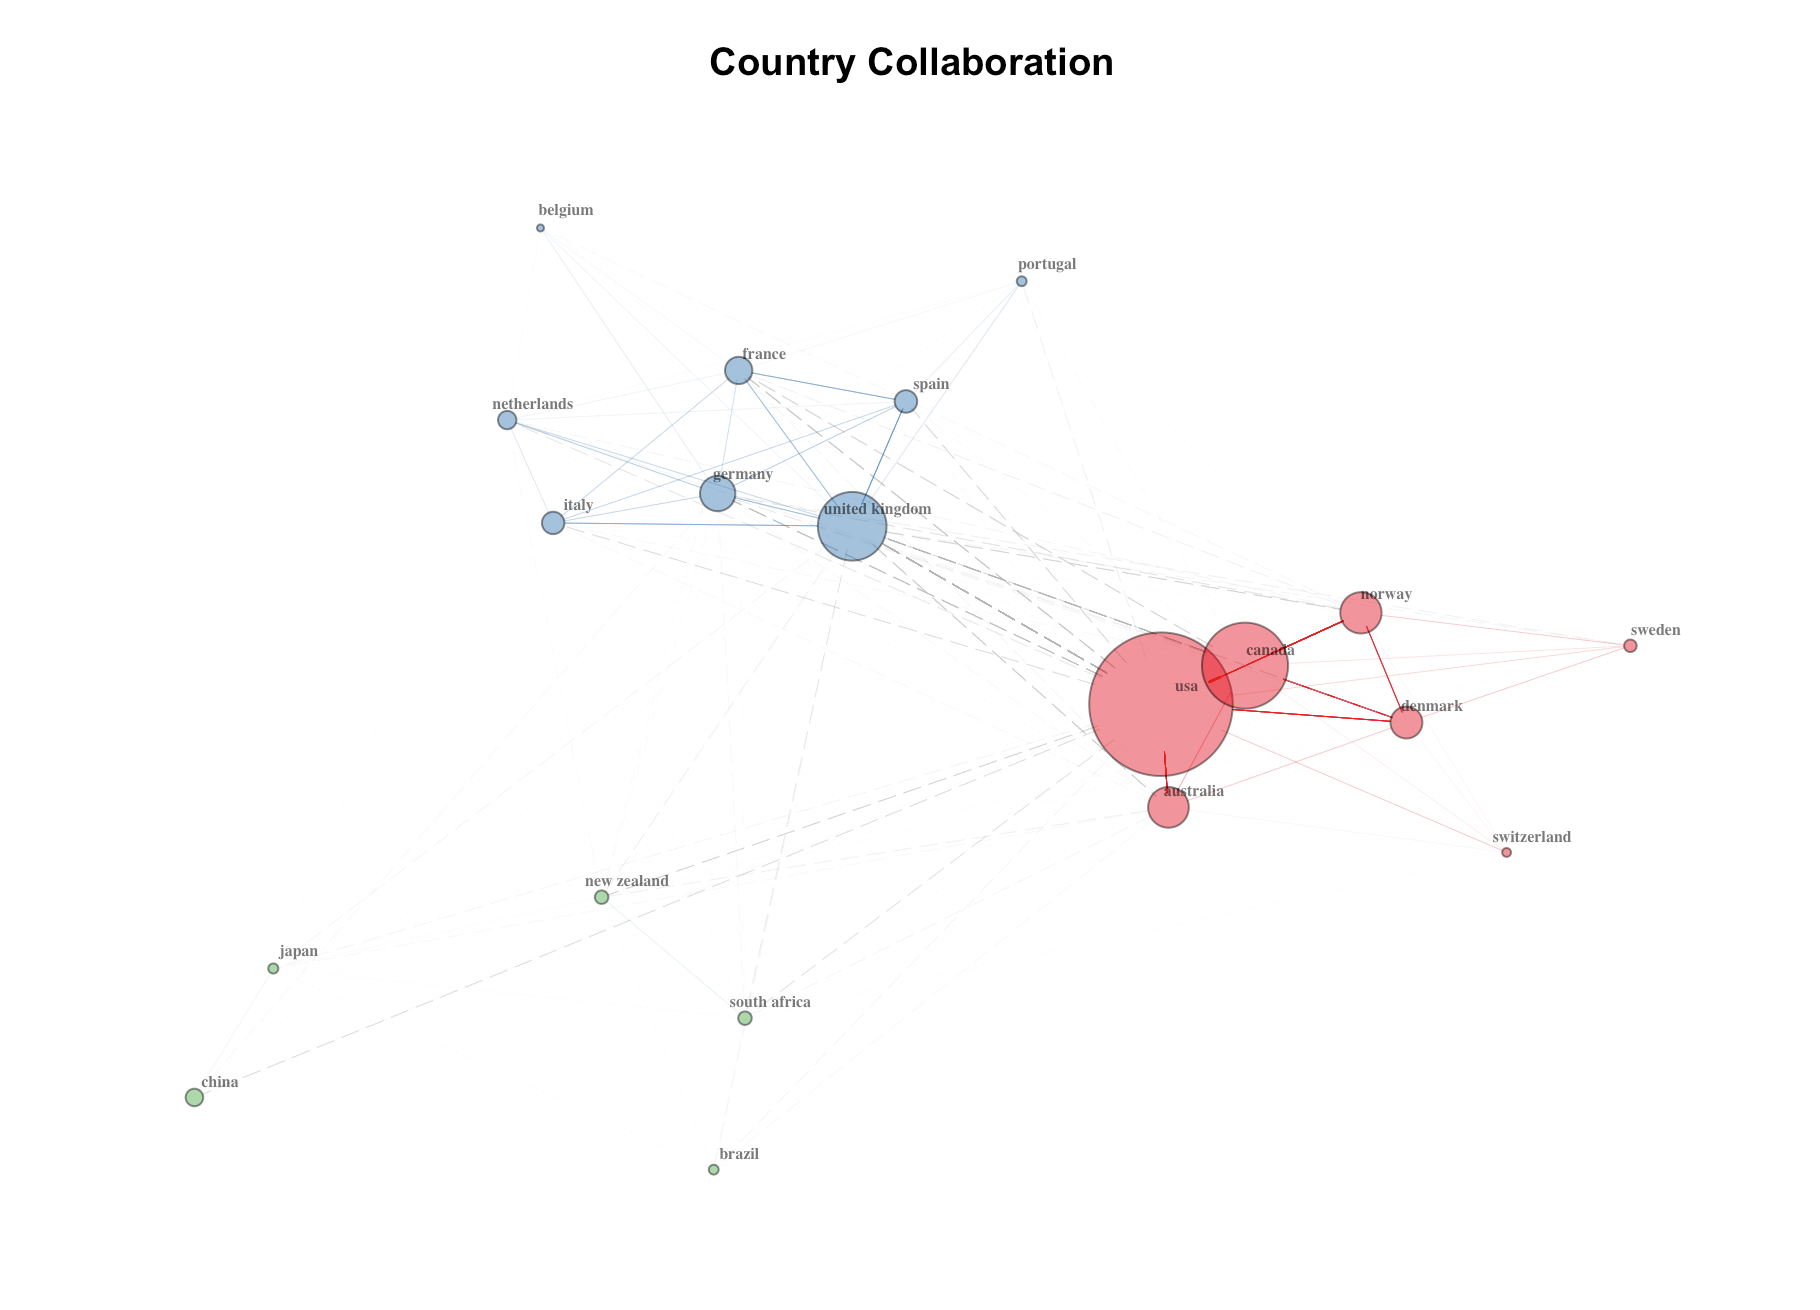 Country Collaboration
belgium
portugal
france
spain
netherlands
germany
italy
united kingdom
norway
sweden
canada
usa
denmark
australia
switzerland
new zealand
japan
south africa
china
brazil